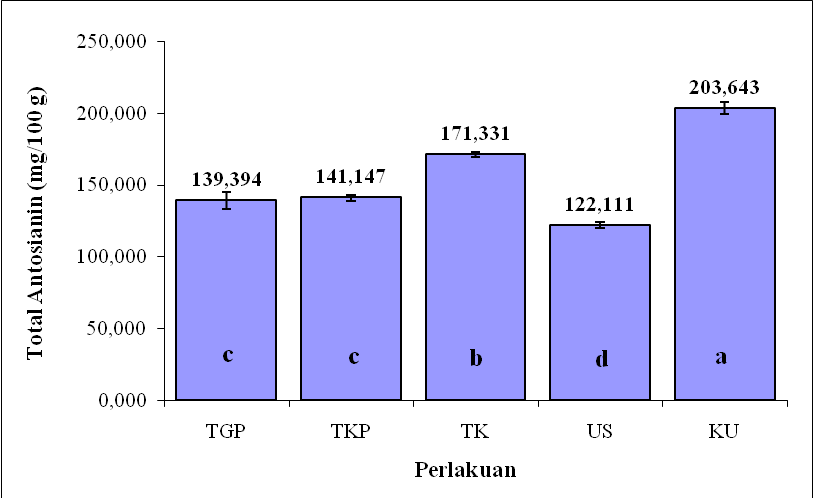 250,000
200,000
150,000
100,000
50,000
0,000
Total Antosianin (mg/100 g)
139,394
141,147
171,331
122,111
203,643
c
c
b
d
a
TGP
TKP
TK
US
KU
Perlakuan